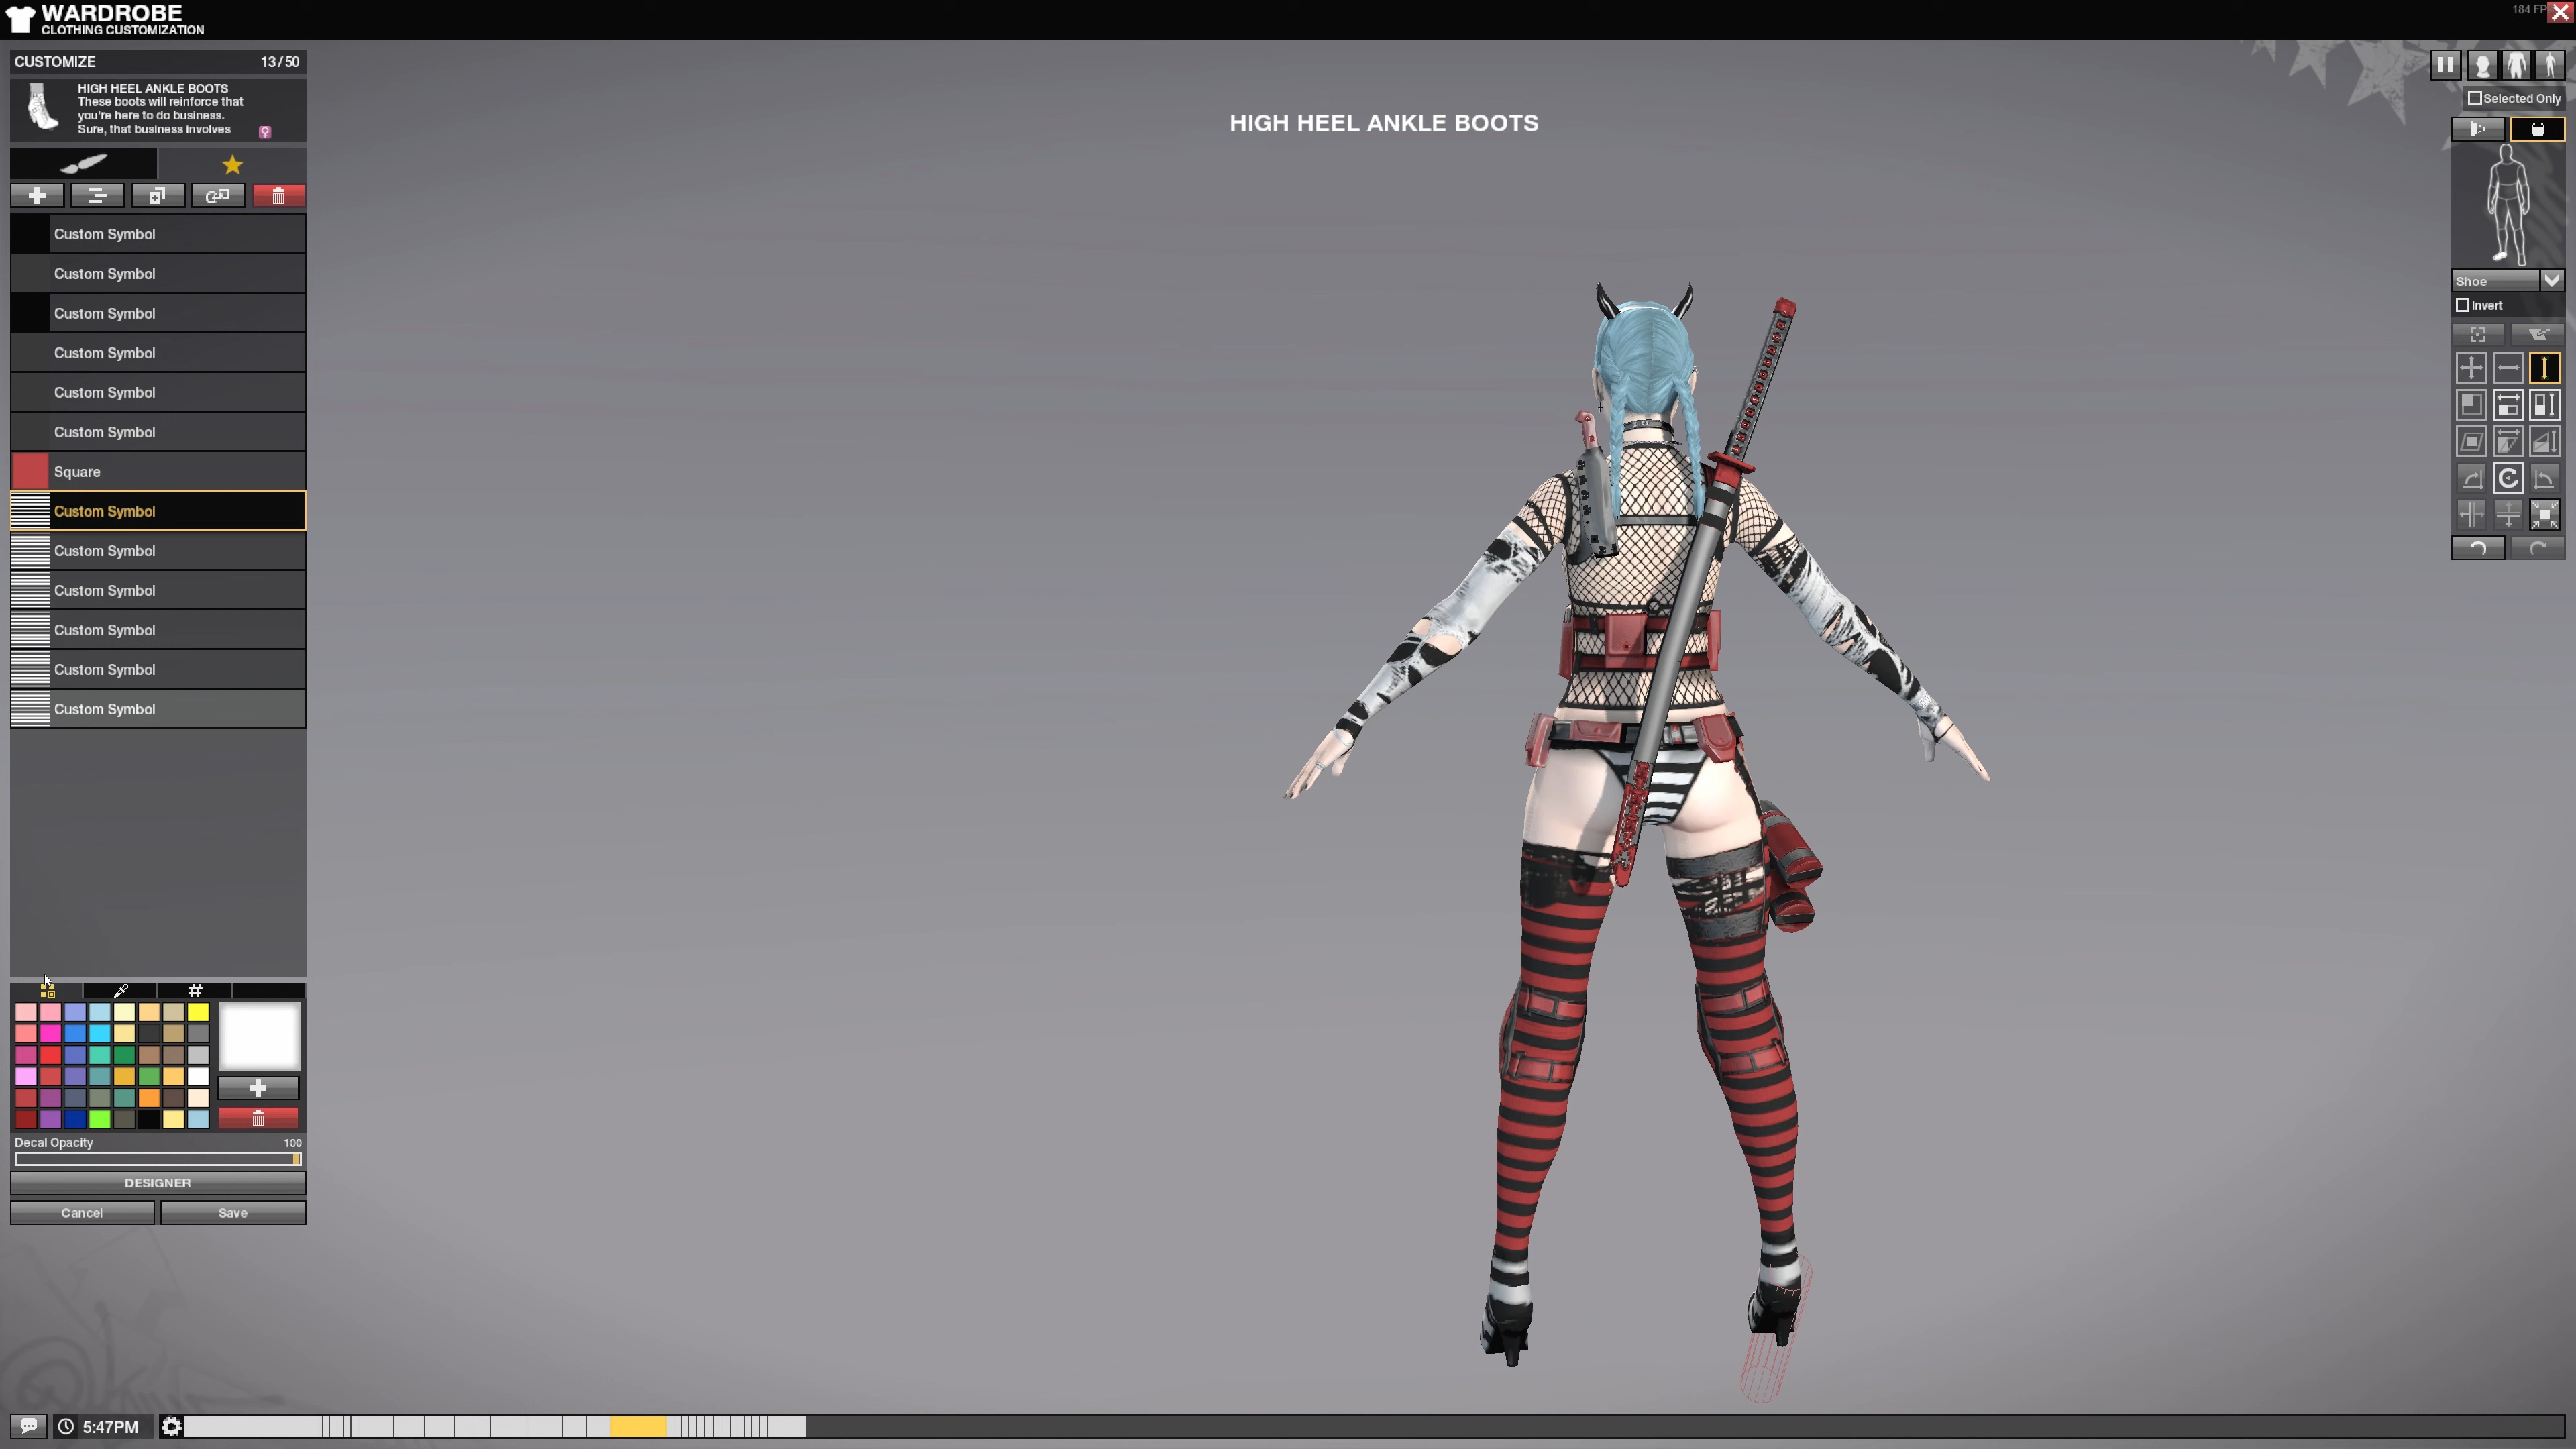 WARDROBE
CLOTHING CUSTOMIZATION
184 FP
CUSTOMIZE 13/50
HIGH HEEL ANKLE BOOTS
These boots will reinforce that
you're here to do business.
Sure, that business involves
HIGH HEEL ANKLE BOOTS
Selected Only
Shoe
Invert
Custom Symbol
Custom Symbol
Custom Symbol
Custom Symbol
Custom Symbol
Custom Symbol
Square
Custom Symbol
Custom Symbol
Custom Symbol
Custom Symbol
Custom Symbol
Custom Symbol
#
Decal Opacity 100
DESIGNER
Cancel Save
5:47PM